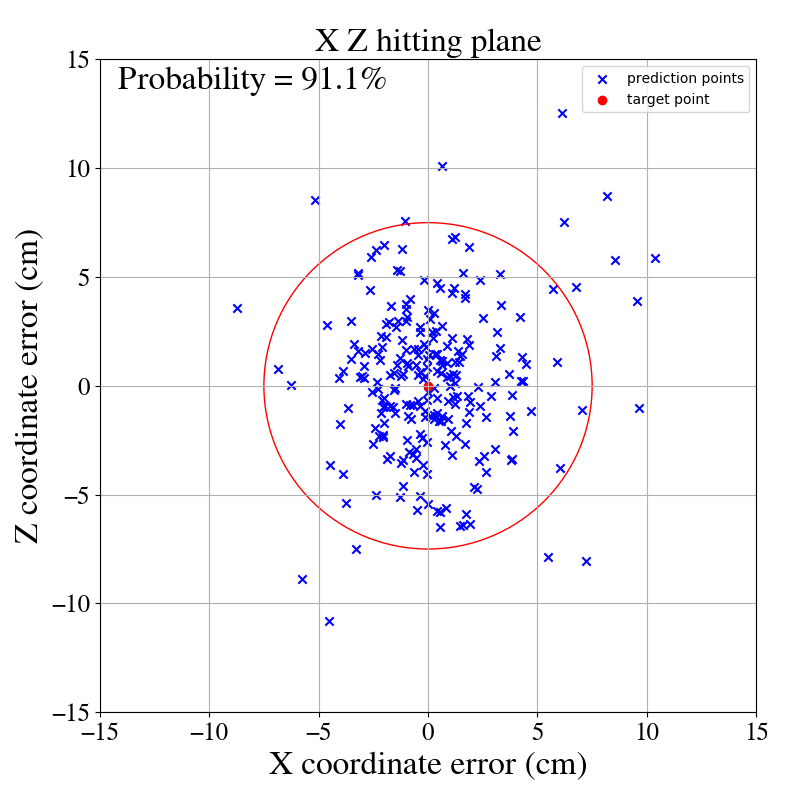 X Z hitting plane
Probability = 91.1%
prediction points
target point
15
10
5
0
−5
−10
−15
−15
−10
−5
0
5
10
15
Z coordinate error (cm)
X coordinate error (cm)